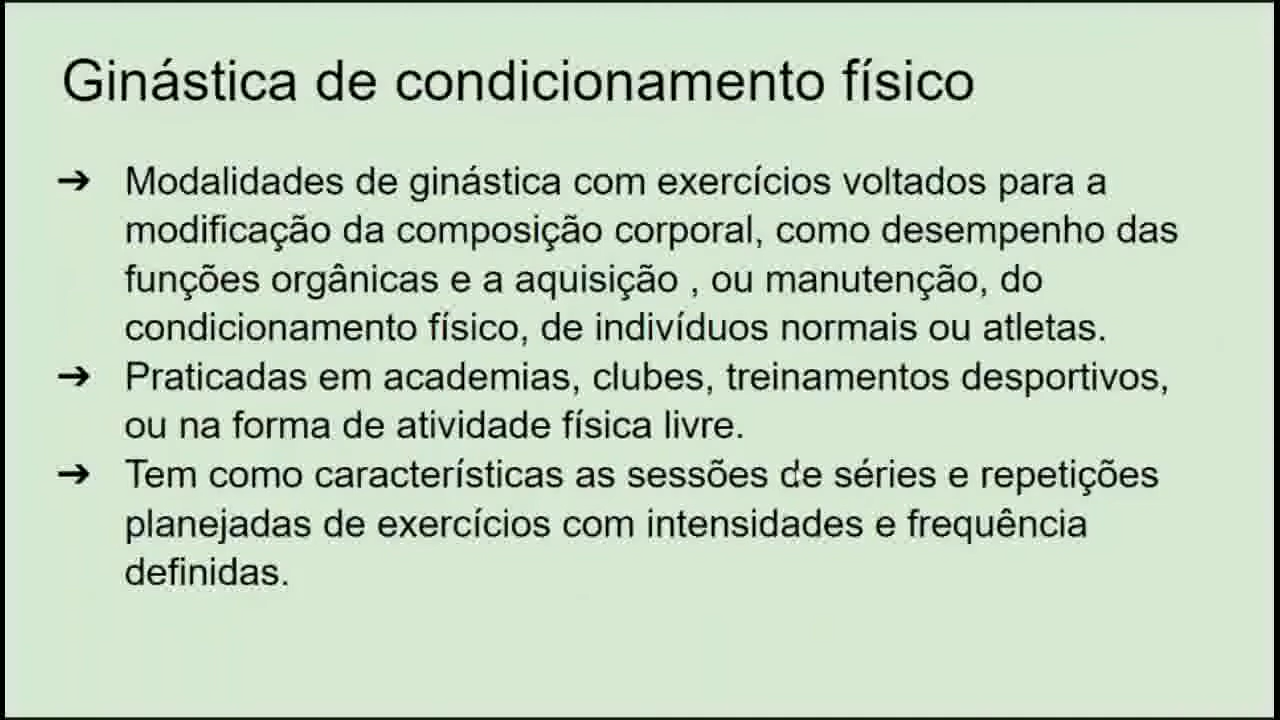 Ginástica de condicionamento físico
➔ Modalidades de ginástica com exercícios voltados para a
modificação da composição corporal, como desempenho das
funções orgânicas e a aquisição , ou manutenção, do
condicionamento físico, de indivíduos normais ou atletas.
➔ Praticadas em academias, clubes, treinamentos desportivos,
ou na forma de atividade física livre.
➔ Tem como características as sessões de séries e repetições
planejadas de exercícios com intensidades e frequência
definidas.